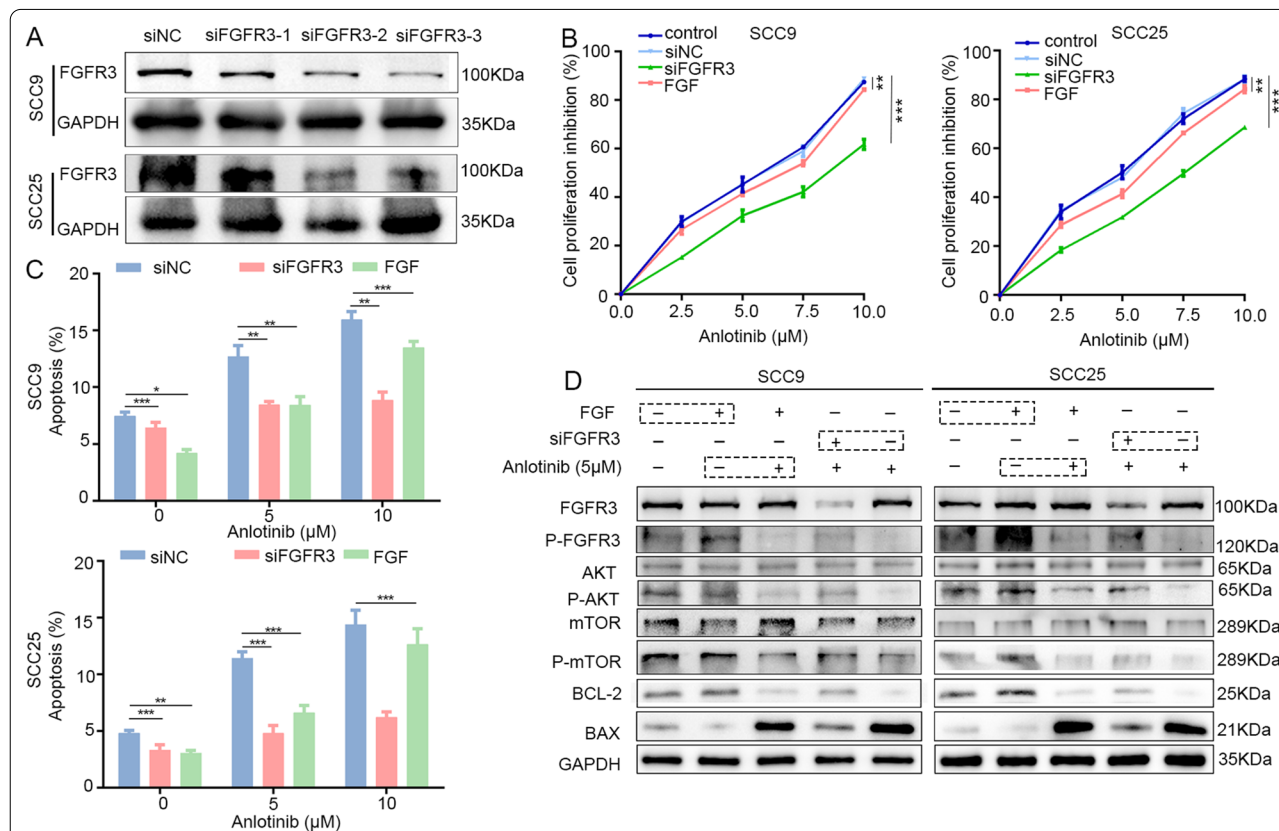 A
siNC siFGFR3-1 siFGFR3-2 siFGFR3-3
SCC9
FGFR3 100KDa
GAPDH 35KDa
SCC25
FGFR3 100KDa
GAPDH 35KDa
B
SCC9
control
siNC
siFGFR3
FGF
Cell proliferation inhibition (%)
100
80
60
40
20
0
0.0 2.5 5.0 7.5 10.0
Anlotinib (μM)
**
***
SCC25
control
siNC
siFGFR3
FGF
Cell proliferation inhibition (%)
100
80
60
40
20
0
0.0 2.5 5.0 7.5 10.0
Anlotinib (μM)
**
***
C
siNC siFGFR3 FGF
SCC9
Apoptosis (%)
20
15
10
5
0
*
***
**
**
***
**
0 5 10
Anlotinib (μM)
siNC siFGFR3 FGF
SCC25
Apoptosis (%)
20
15
10
5
0
**
***
***
***
***
0 5 10
Anlotinib (μM)
D
SCC9 SCC25
FGF − + + − − − + + − −
siFGFR3 − − − + − − − − + −
Anlotinib (5μM) − − + + + − − + + +
FGFR3 100KDa
P-FGFR3 120KDa
AKT 65KDa
P-AKT 65KDa
mTOR 289KDa
P-mTOR 289KDa
BCL-2 25KDa
BAX 21KDa
GAPDH 35KDa